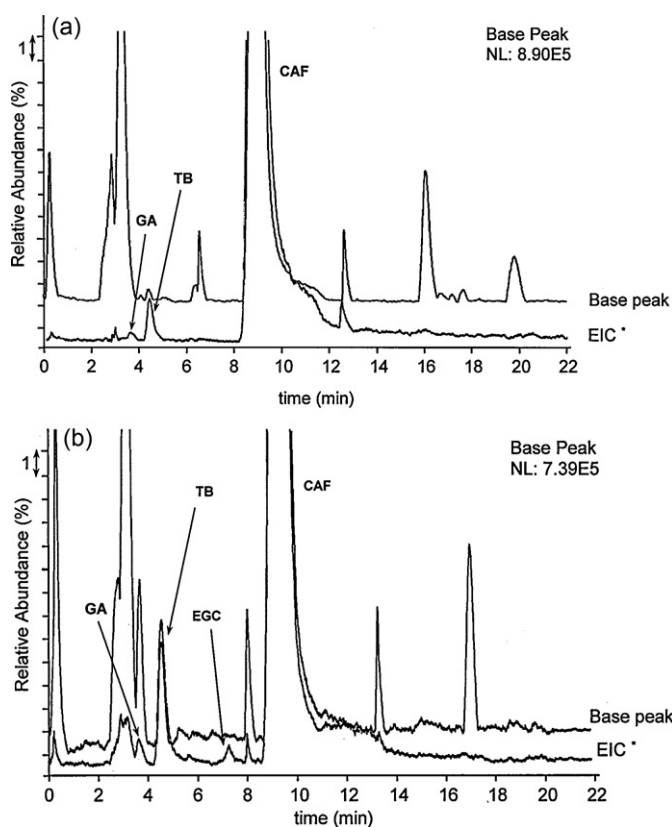 (a)
Base Peak
NL: 8.90E5
1
CAF
TB
GA
Relative Abundance (%)
Base peak
EIC *
0 2 4 6 8 10 12 14 16 18 20 22
time (min)
(b)
Base Peak
NL: 7.39E5
1
TB
CAF
GA
EGC
Relative Abundance (%)
Base peak
EIC *
0 2 4 6 8 10 12 14 16 18 20 22
time (min)